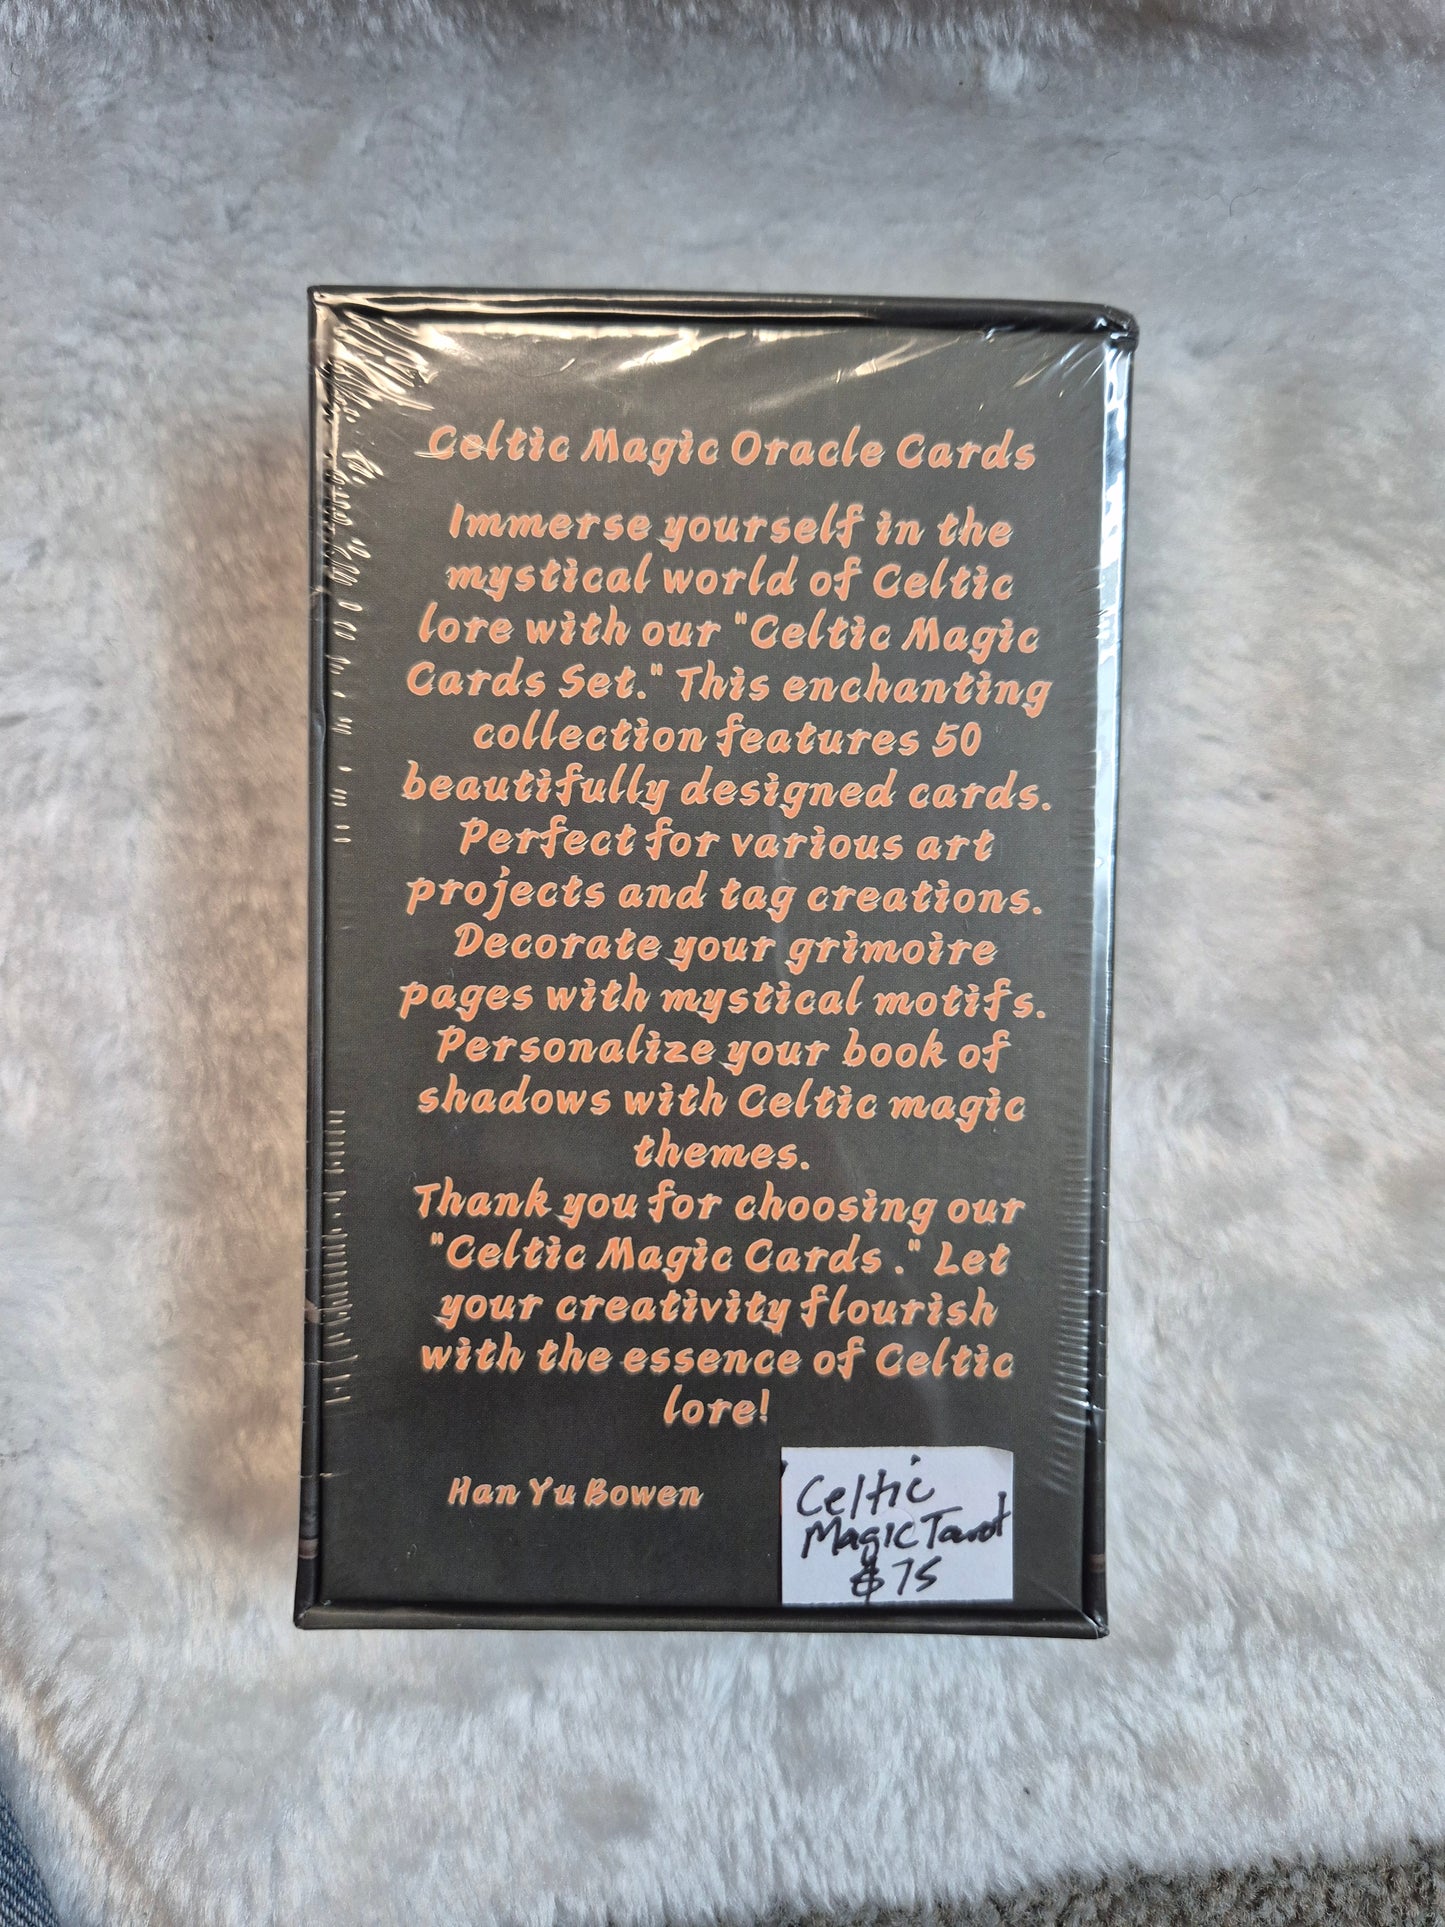 Celtic Magic Oracle Cards
Immerse yourself in the
mystical world of Celtic
lore with our "Celtic Magic
Cards Set." This enchanting
collection features 50
beautifully designed cards.
Perfect for various art
projects and tag creations.
Decorate your grimoire
pages with mystical motifs.
Personalize your book of
shadows with Celtic magic
themes.
Thank you for choosing our
"Celtic Magic Cards ." Let
your creativity flourish
with the essence of Celtic
lore!
Han Yu Bowen
Celtic
Magic Tarot
$75